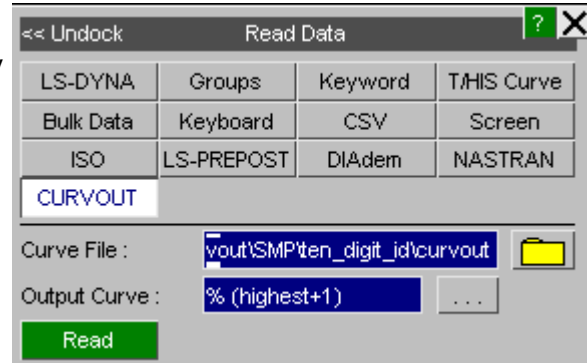 << Undock Read Data ? X
LS-DYNA Groups Keyword T/HIS Curve
Bulk Data Keyboard CSV Screen
ISO LS-PREPOST DIAdem NASTRAN
CURVOUT
Curve File : vout\SMP\ten_digit_id\curvout
Output Curve : % (highest+1) ...
Read